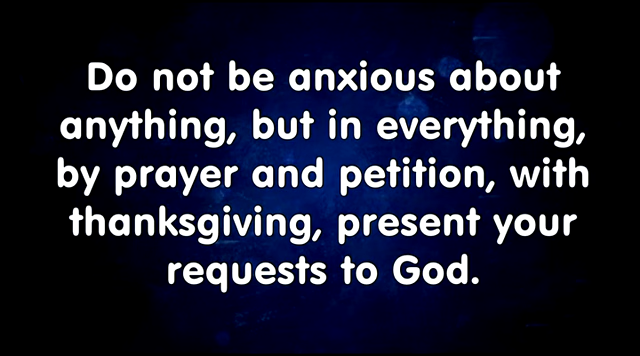 Do not be anxious about
anything, but in everything,
by prayer and petition, with
thanksgiving, present your
requests to God.